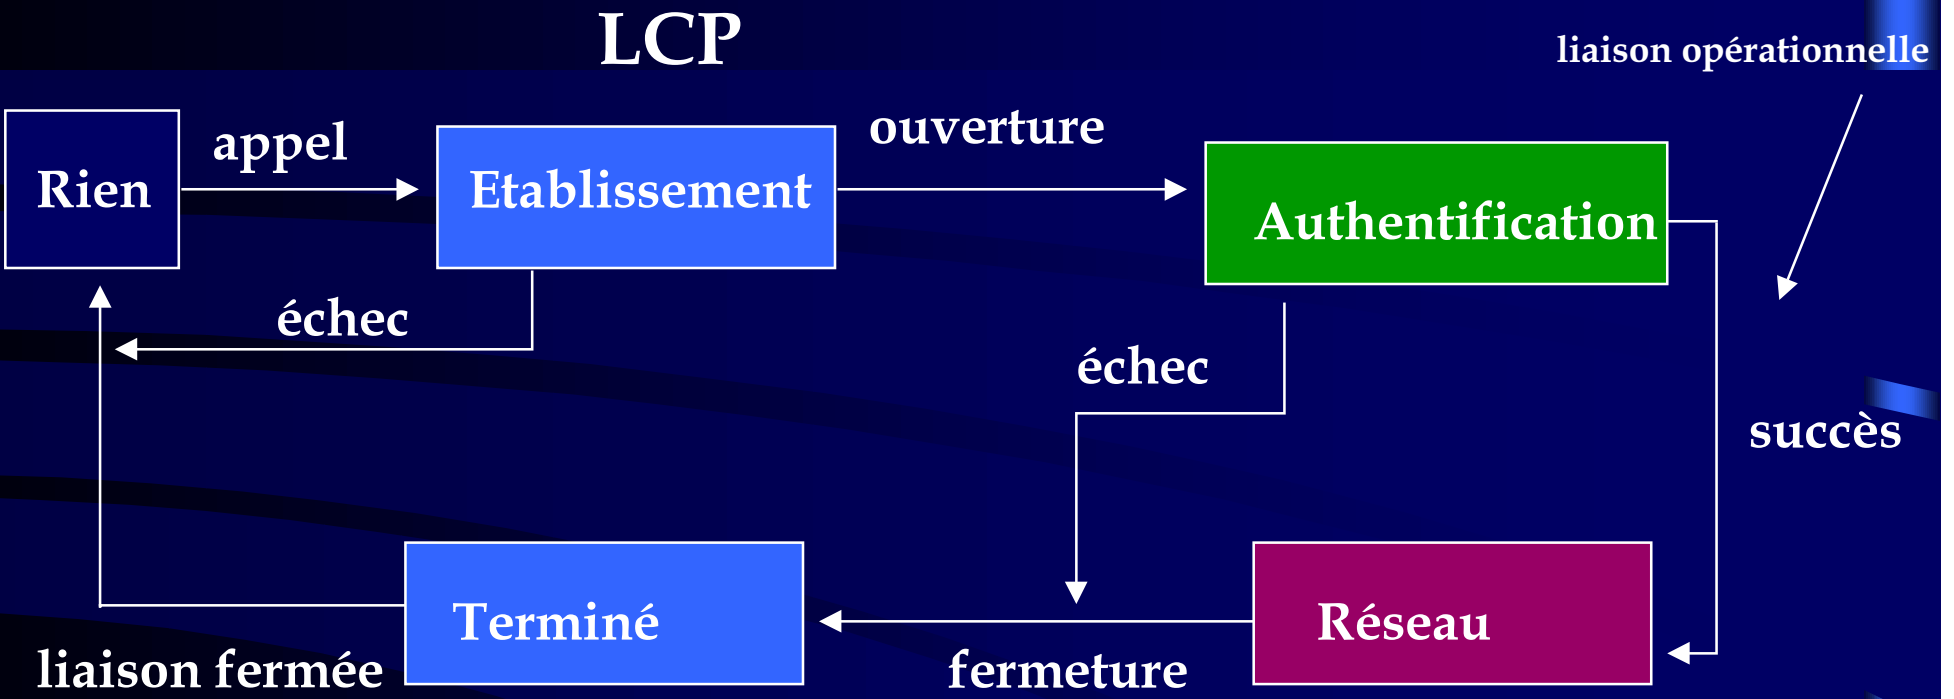 LCP
liaison opérationnelle
Rien
appel
Etablissement
ouverture
Authentification
échec
échec
succès
Terminé
Réseau
liaison fermée
fermeture